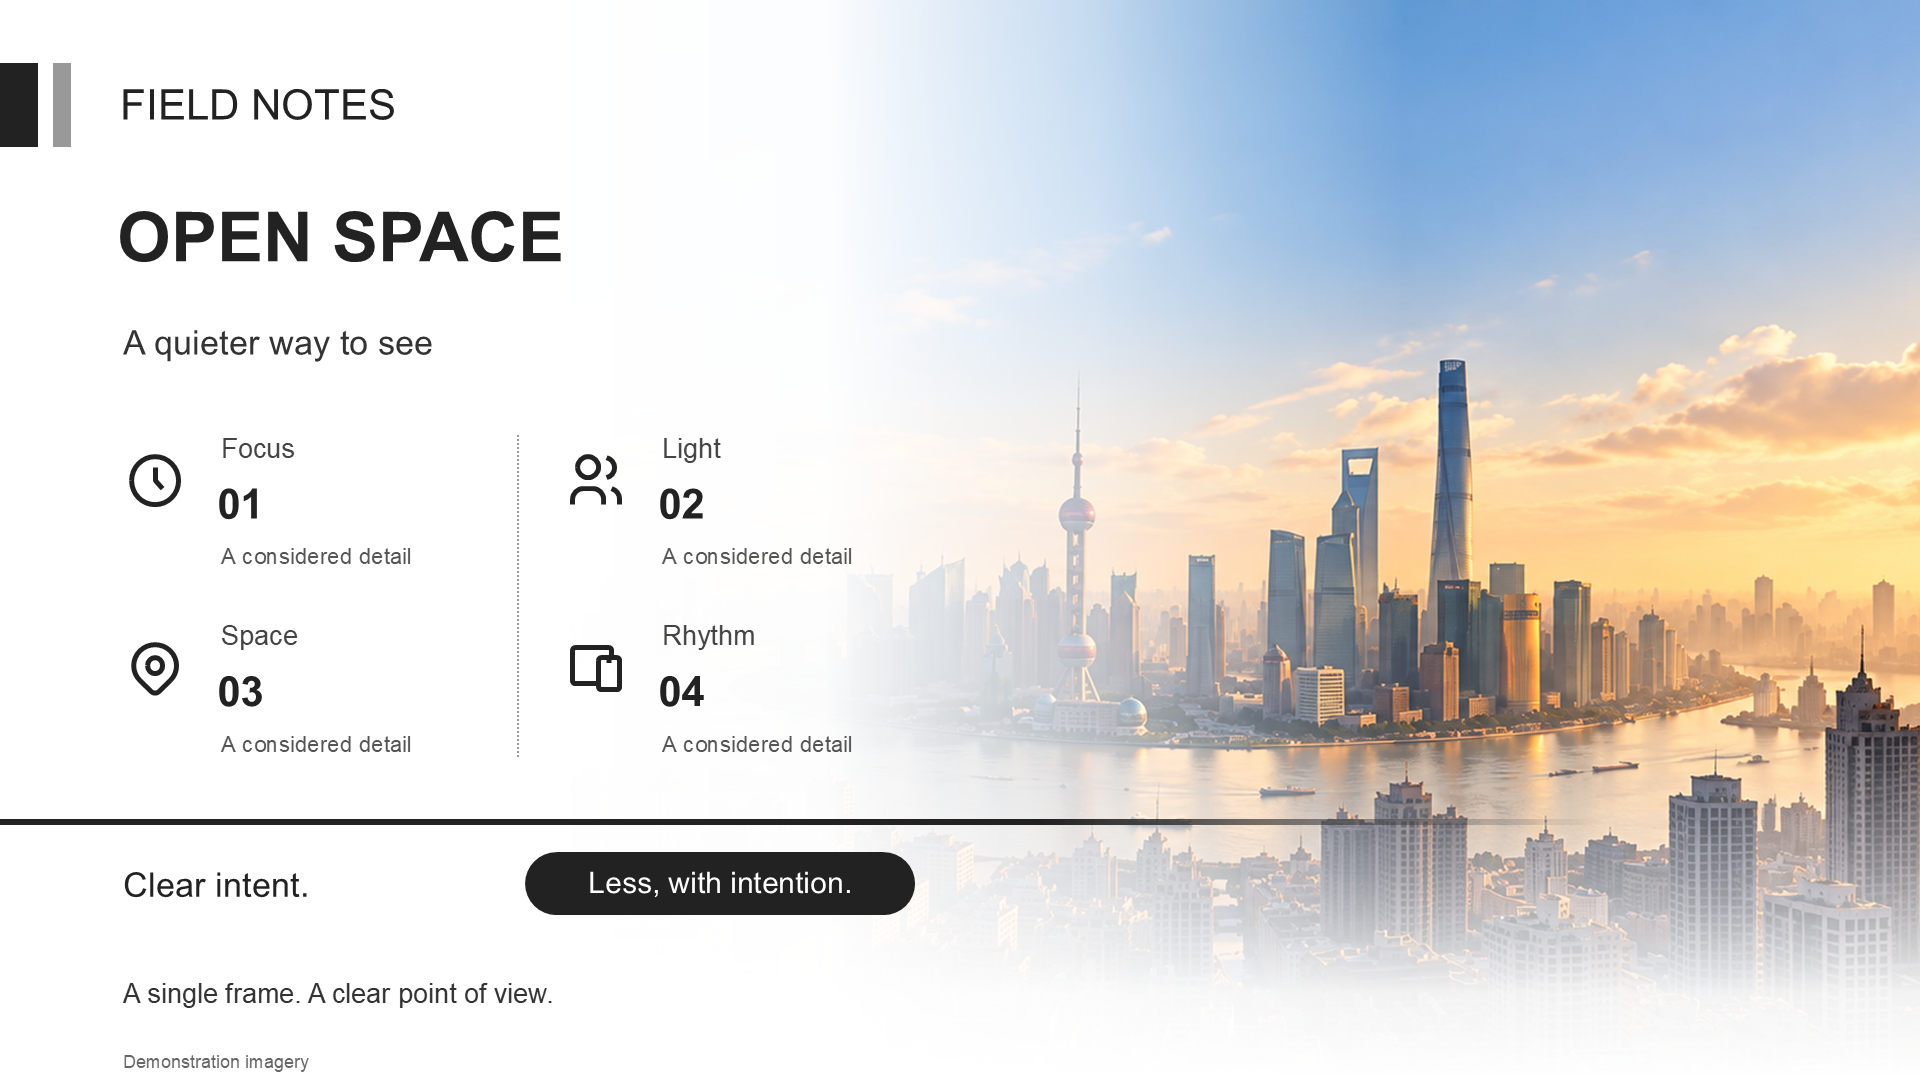 FIELD NOTES
OPEN SPACE
A quieter way to see
Focus
01
A considered detail
Light
02
A considered detail
Space
03
A considered detail
Rhythm
04
A considered detail
Clear intent.
Less, with intention.
A single frame. A clear point of view.
Demonstration imagery